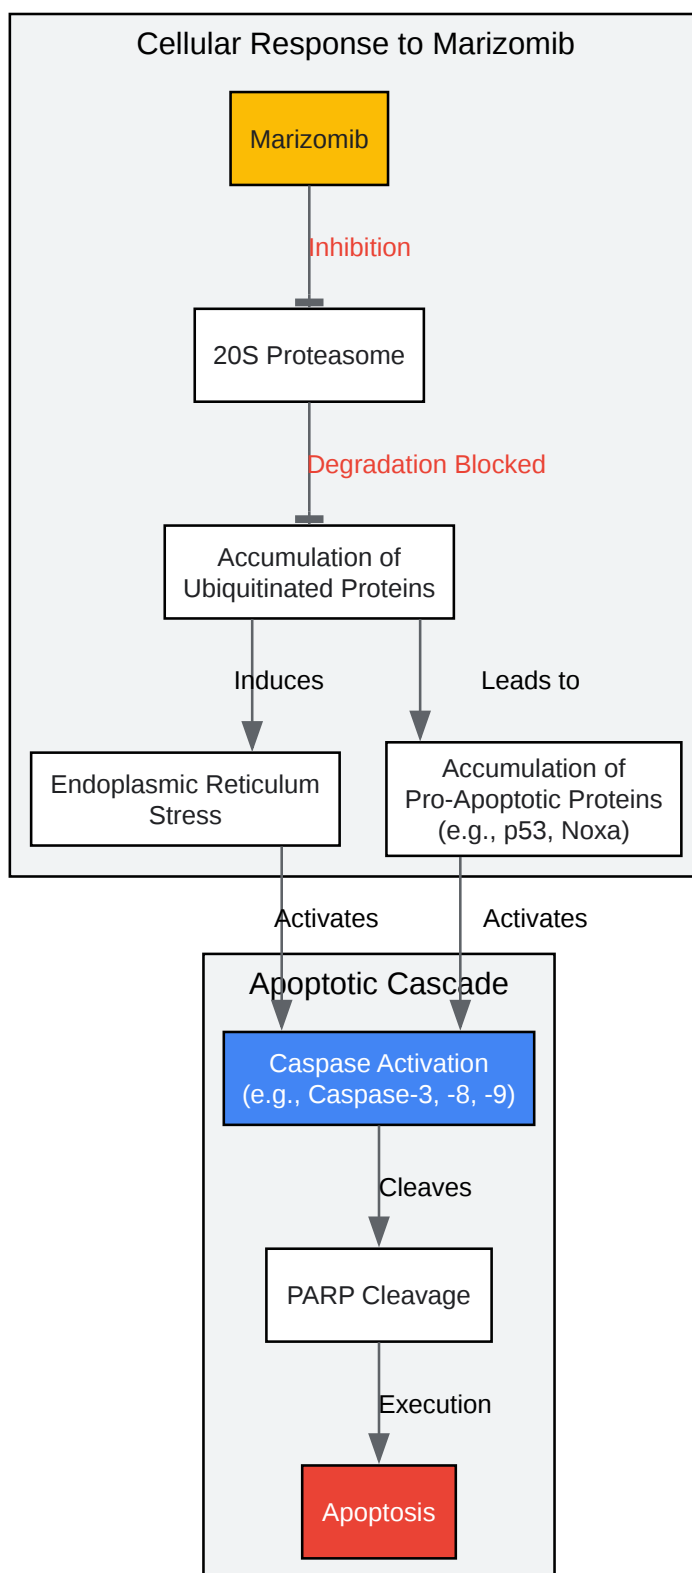 Cellular Response to Marizomib
Marizomib
Inhibition
20S Proteasome
Degradation Blocked
Accumulation of
Ubiquitinated Proteins
Induces
Leads to
Endoplasmic Reticulum
Stress
Accumulation of
Pro-Apoptotic Proteins
(e.g., p53, Noxa)
Activates
Activates
Apoptotic Cascade
Caspase Activation
(e.g., Caspase-3, -8, -9)
Cleaves
PARP Cleavage
Execution
Apoptosis